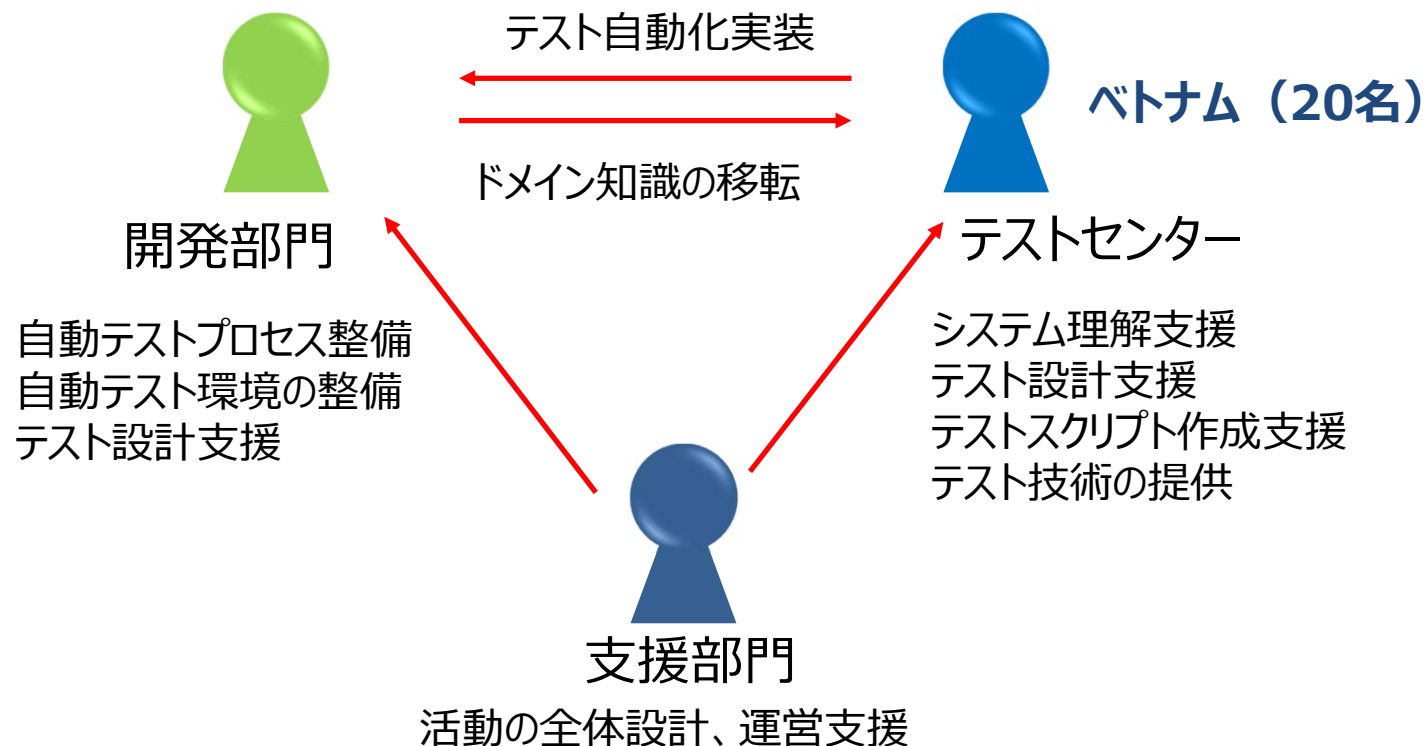 テスト自動化実装
ベトナム（20名）
ドメイン知識の移転
開発部門
テストセンター
自動テストプロセス整備
自動テスト環境の整備
テスト設計支援
システム理解支援
テスト設計支援
テストスクリプト作成支援
テスト技術の提供
支援部門
活動の全体設計、運営支援